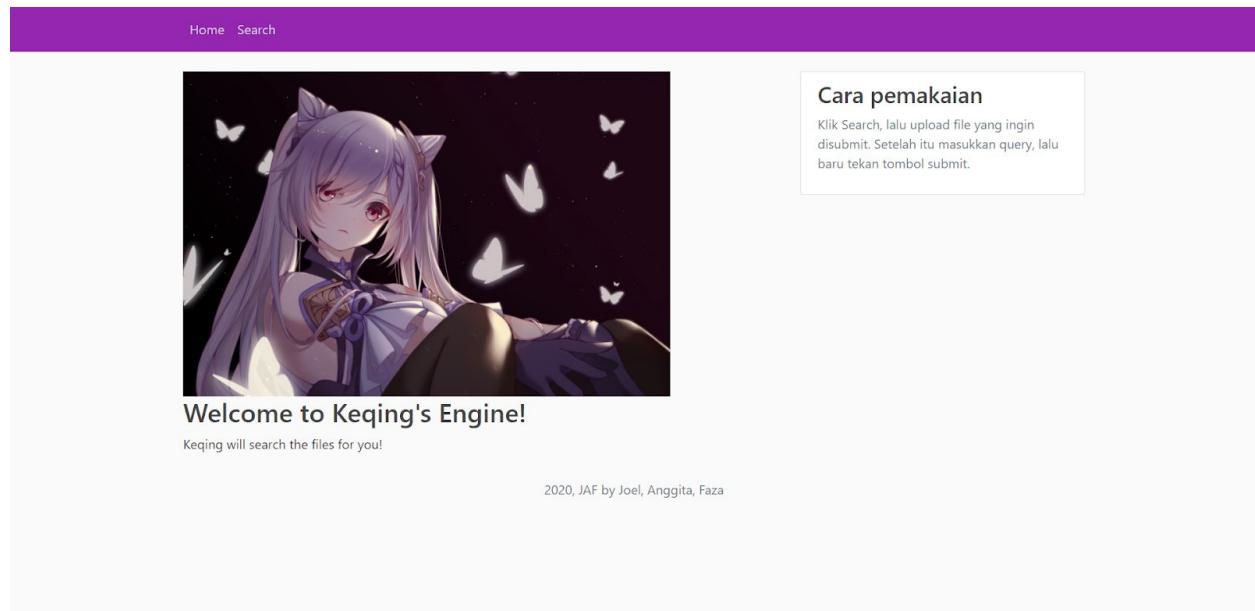 Home Search
Cara pemakaian
Klik Search, lalu upload file yang ingin
disubmit. Setelah itu masukkan query, lalu
baru tekan tombol submit.
Welcome to Keqing's Engine!
Keqing will search the files for you!
2020, JAF by Joel, Anggita, Faza